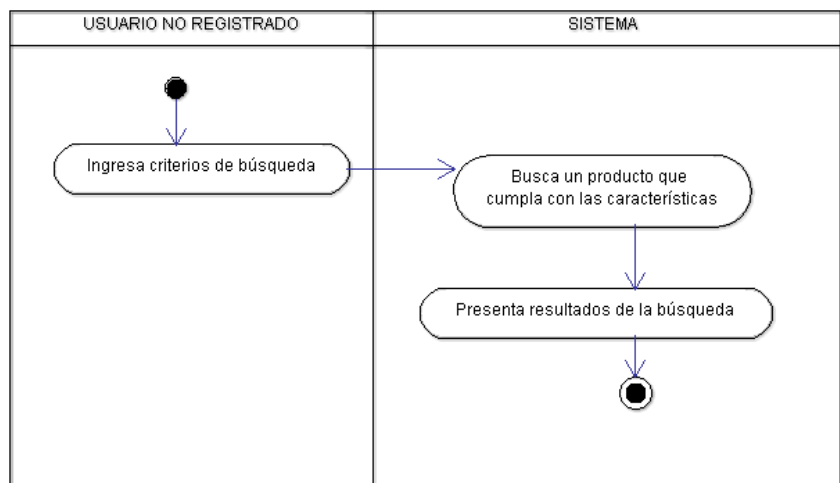 USUARIO NO REGISTRADO
SISTEMA
Ingresa criterios de búsqueda
Busca un producto que
cumpla con las características
Presenta resultados de la búsqueda